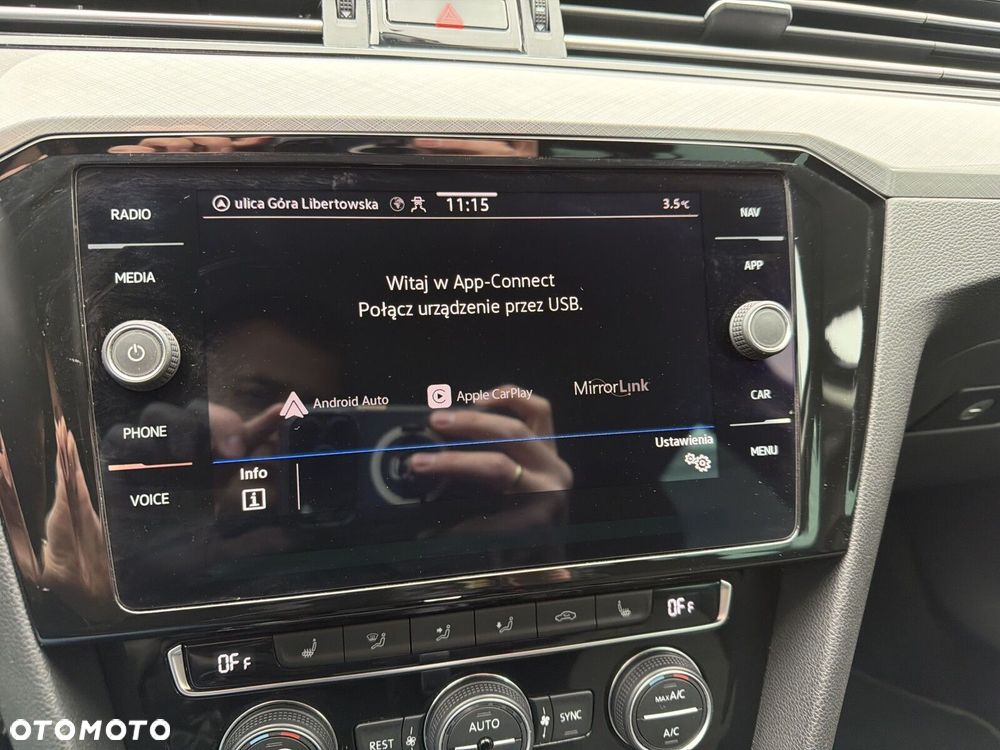 RADIO
MEDIA
PHONE
VOICE
ulica Góra Libertowska
11:15
3.5°C
Witaj w App-Connect
Połącz urządzenie przez USB.
Android Auto
Apple CarPlay
MirrorLink
Info
Ustawienia
NAV
APP
CAR
MENU
OFF
OFF
REST
AUTO
SYNC
MAX A/C
A/C
OTOMOTO